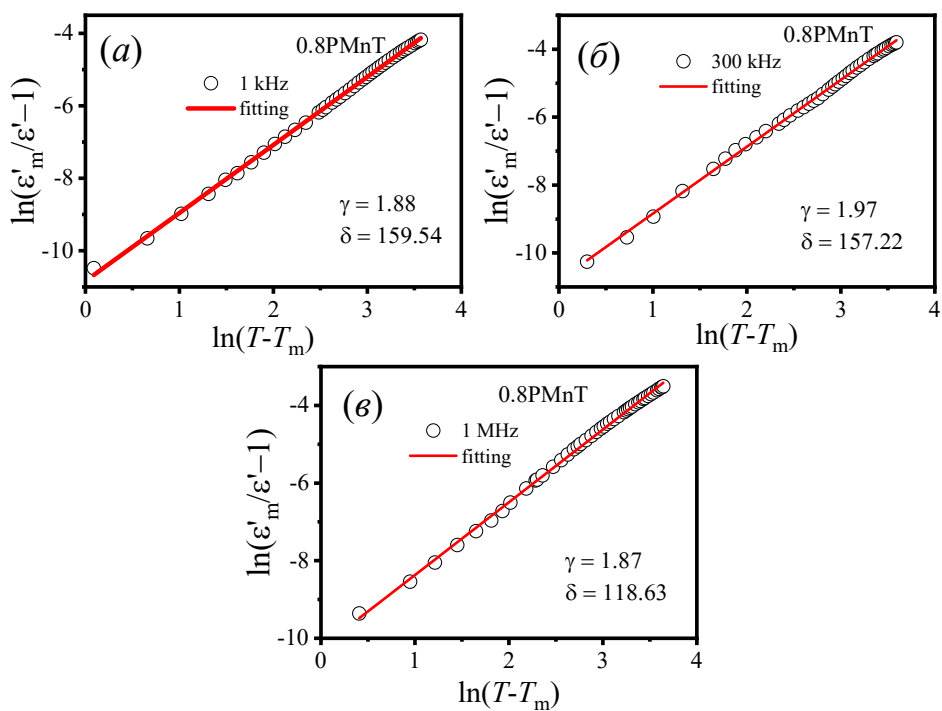 (а)
0.8PMnT
1 kHz
fitting
γ = 1.88
δ = 159.54
-4
-6
-8
-10
0 1 2 3 4
ln(ε'm/ε'−1)
ln(T-Tm)
(б)
0.8PMnT
300 kHz
fitting
γ = 1.97
δ = 157.22
-4
-6
-8
-10
0 1 2 3 4
ln(ε'm/ε'−1)
ln(T-Tm)
(в)
0.8PMnT
1 MHz
fitting
γ = 1.87
δ = 118.63
-4
-6
-8
-10
0 1 2 3 4
ln(ε'm/ε'−1)
ln(T-Tm)